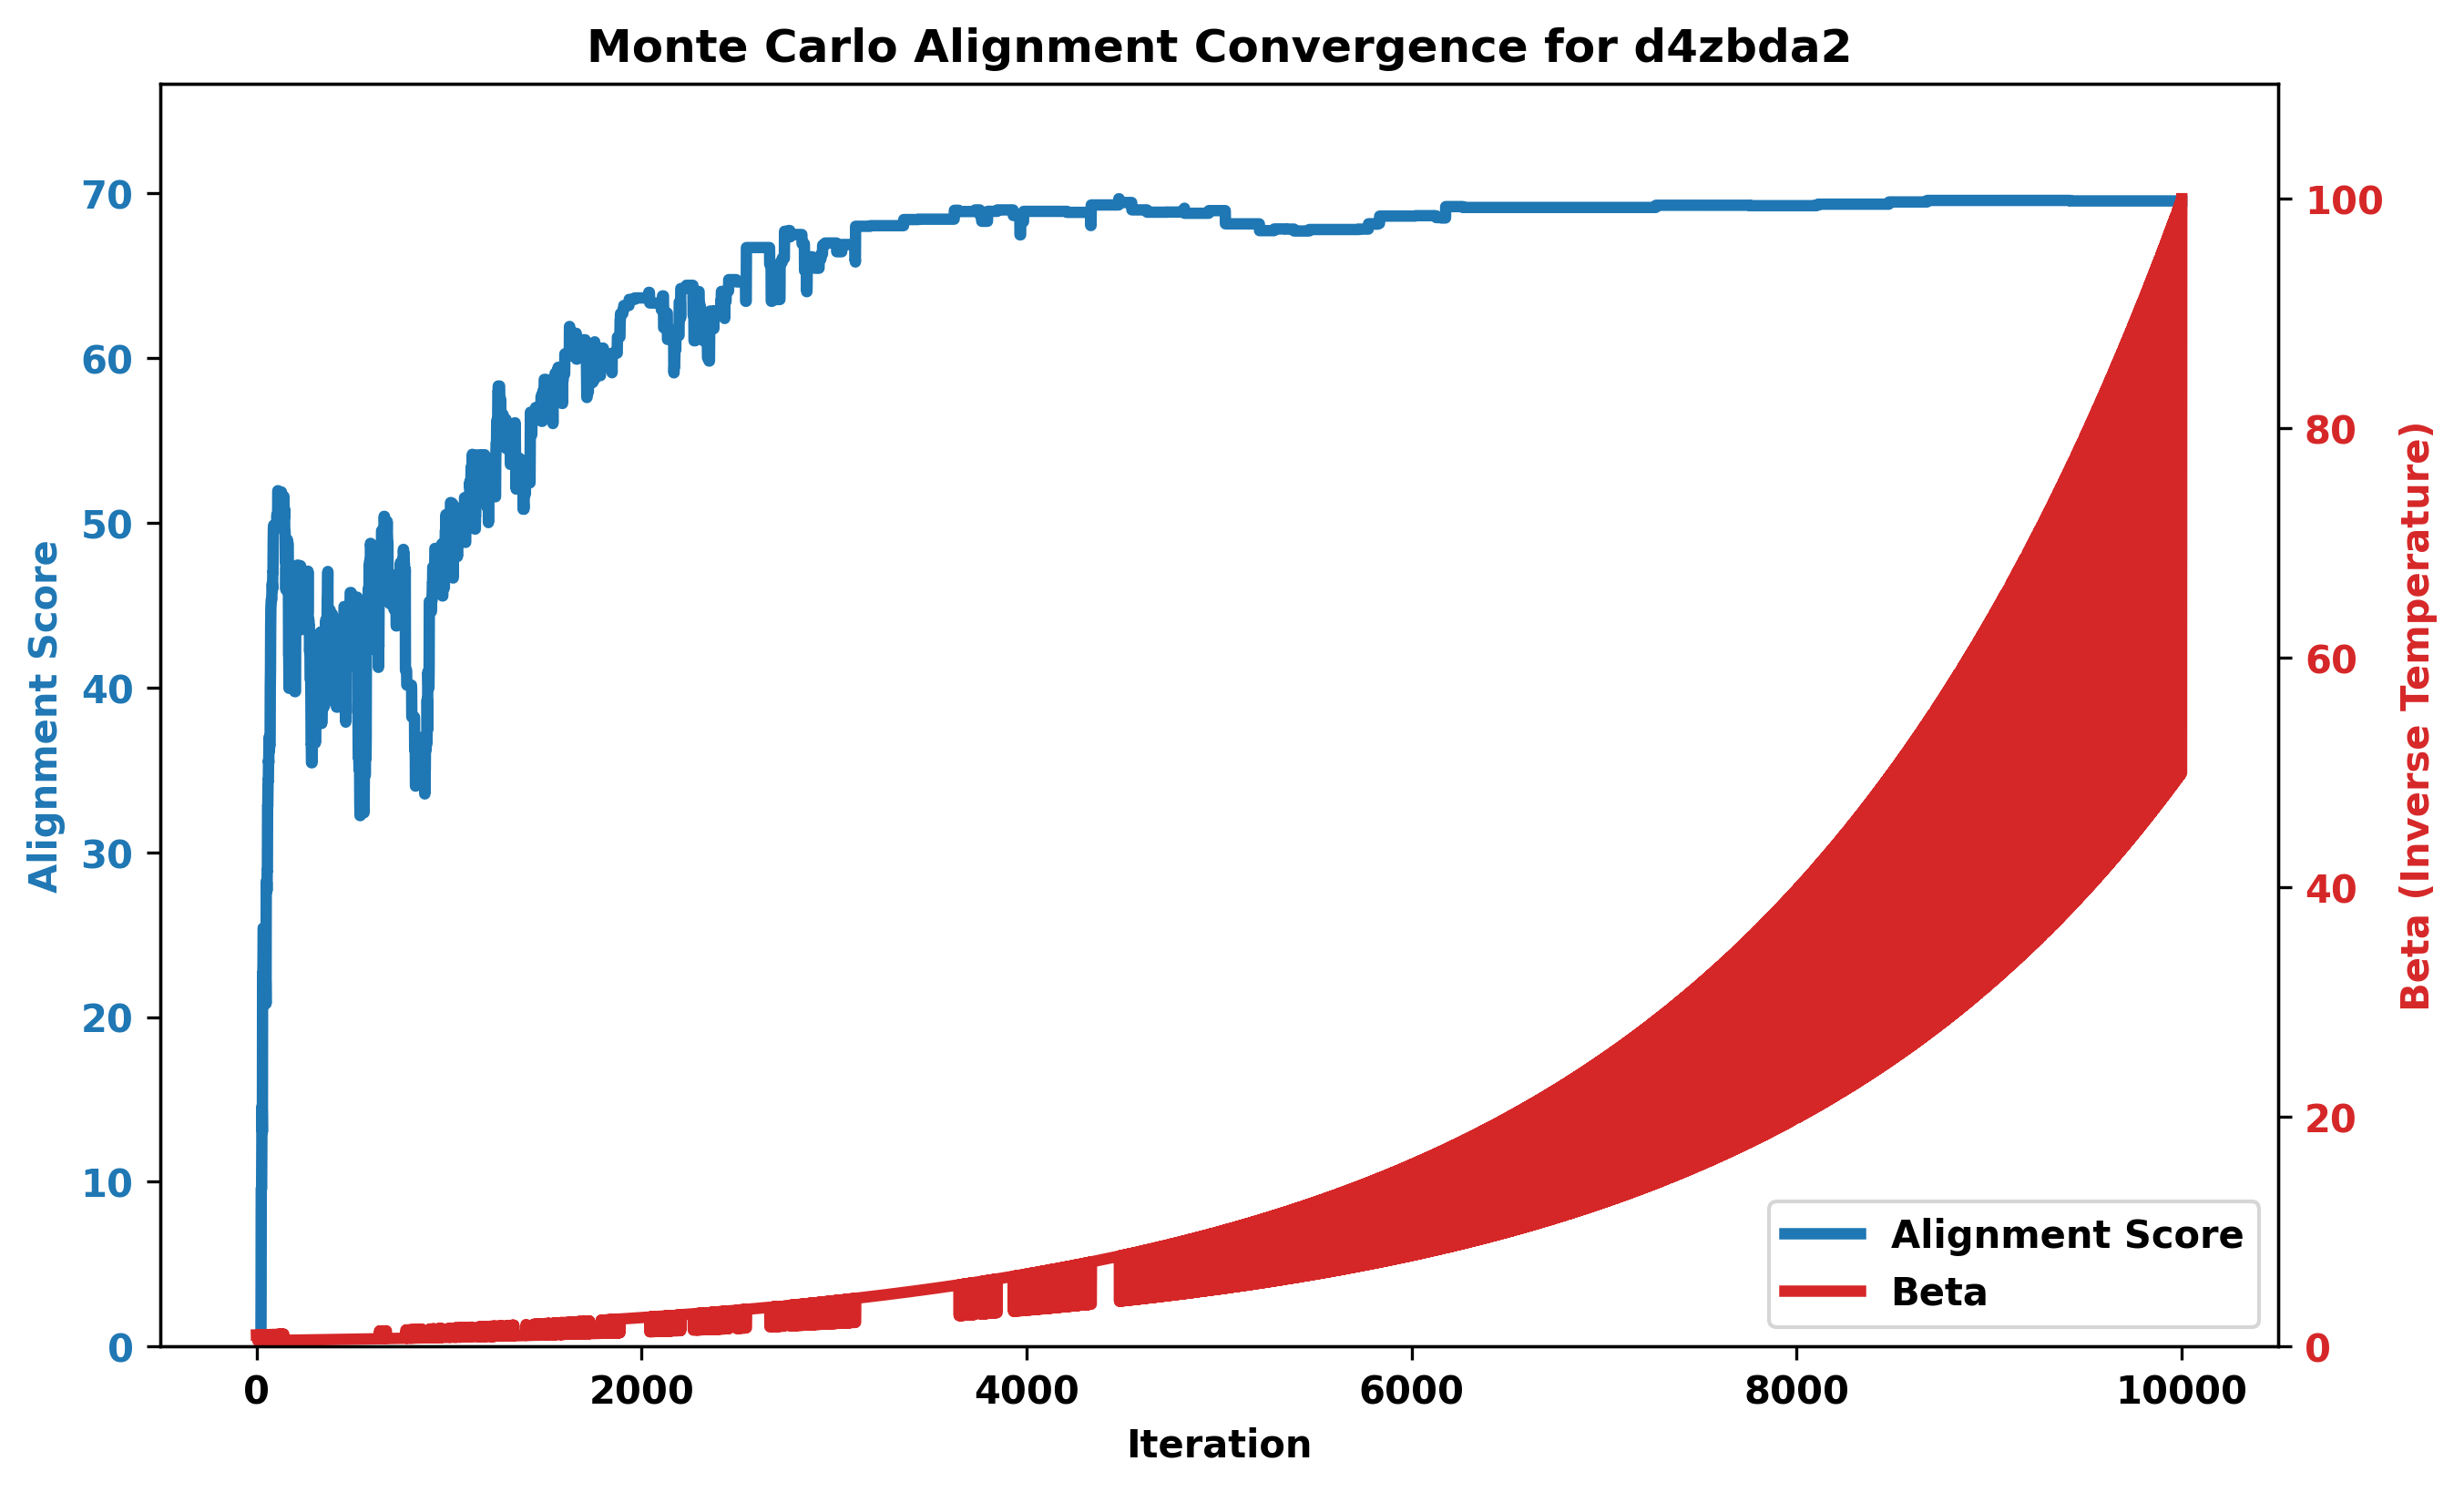 Monte Carlo Alignment Convergence for d4zbda2
Alignment Score
70
60
50
40
30
20
10
0
100
80
60
40
20
0
Beta (Inverse Temperature)
Alignment Score
Beta
0 2000 4000 6000 8000 10000
Iteration